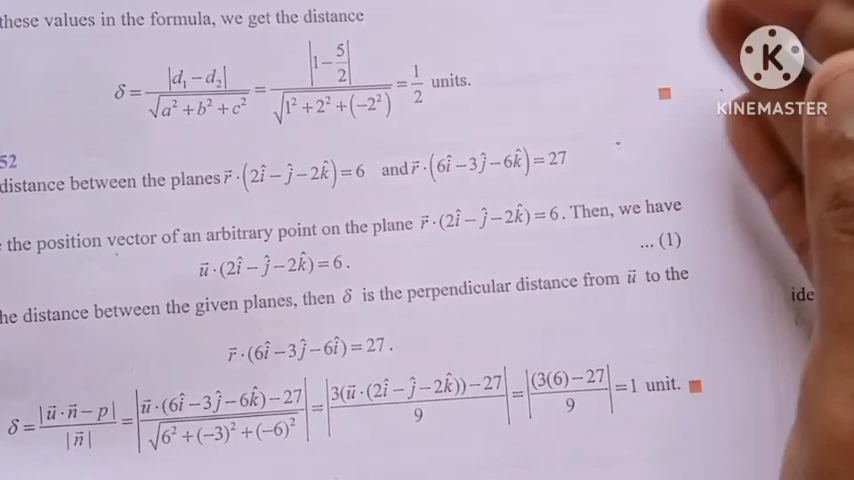 these values in the formula, we get the distance
δ = |d₁ − d₂| / √(a² + b² + c²) = |1 − 5/2| / √(1² + 2² + (−2²)) = 1/2 units.
52
distance between the planes r⃗ · (2î − ĵ − 2k̂) = 6 and r⃗ · (6î − 3ĵ − 6k̂) = 27
the position vector of an arbitrary point on the plane r⃗ · (2î − ĵ − 2k̂) = 6. Then, we have
u⃗ · (2î − ĵ − 2k̂) = 6. ... (1)
he distance between the given planes, then δ is the perpendicular distance from u⃗ to the
r⃗ · (6î − 3ĵ − 6î) = 27.
δ = |u⃗ · n⃗ − p| / |n⃗| = |u⃗ · (6î − 3ĵ − 6k̂) − 27 / √(6² + (−3)² + (−6)²)| = |3(u⃗ · (2î − ĵ − 2k̂)) − 27 / 9| = |(3(6) − 27 / 9| = 1 unit.
ide
K
KINEMASTER